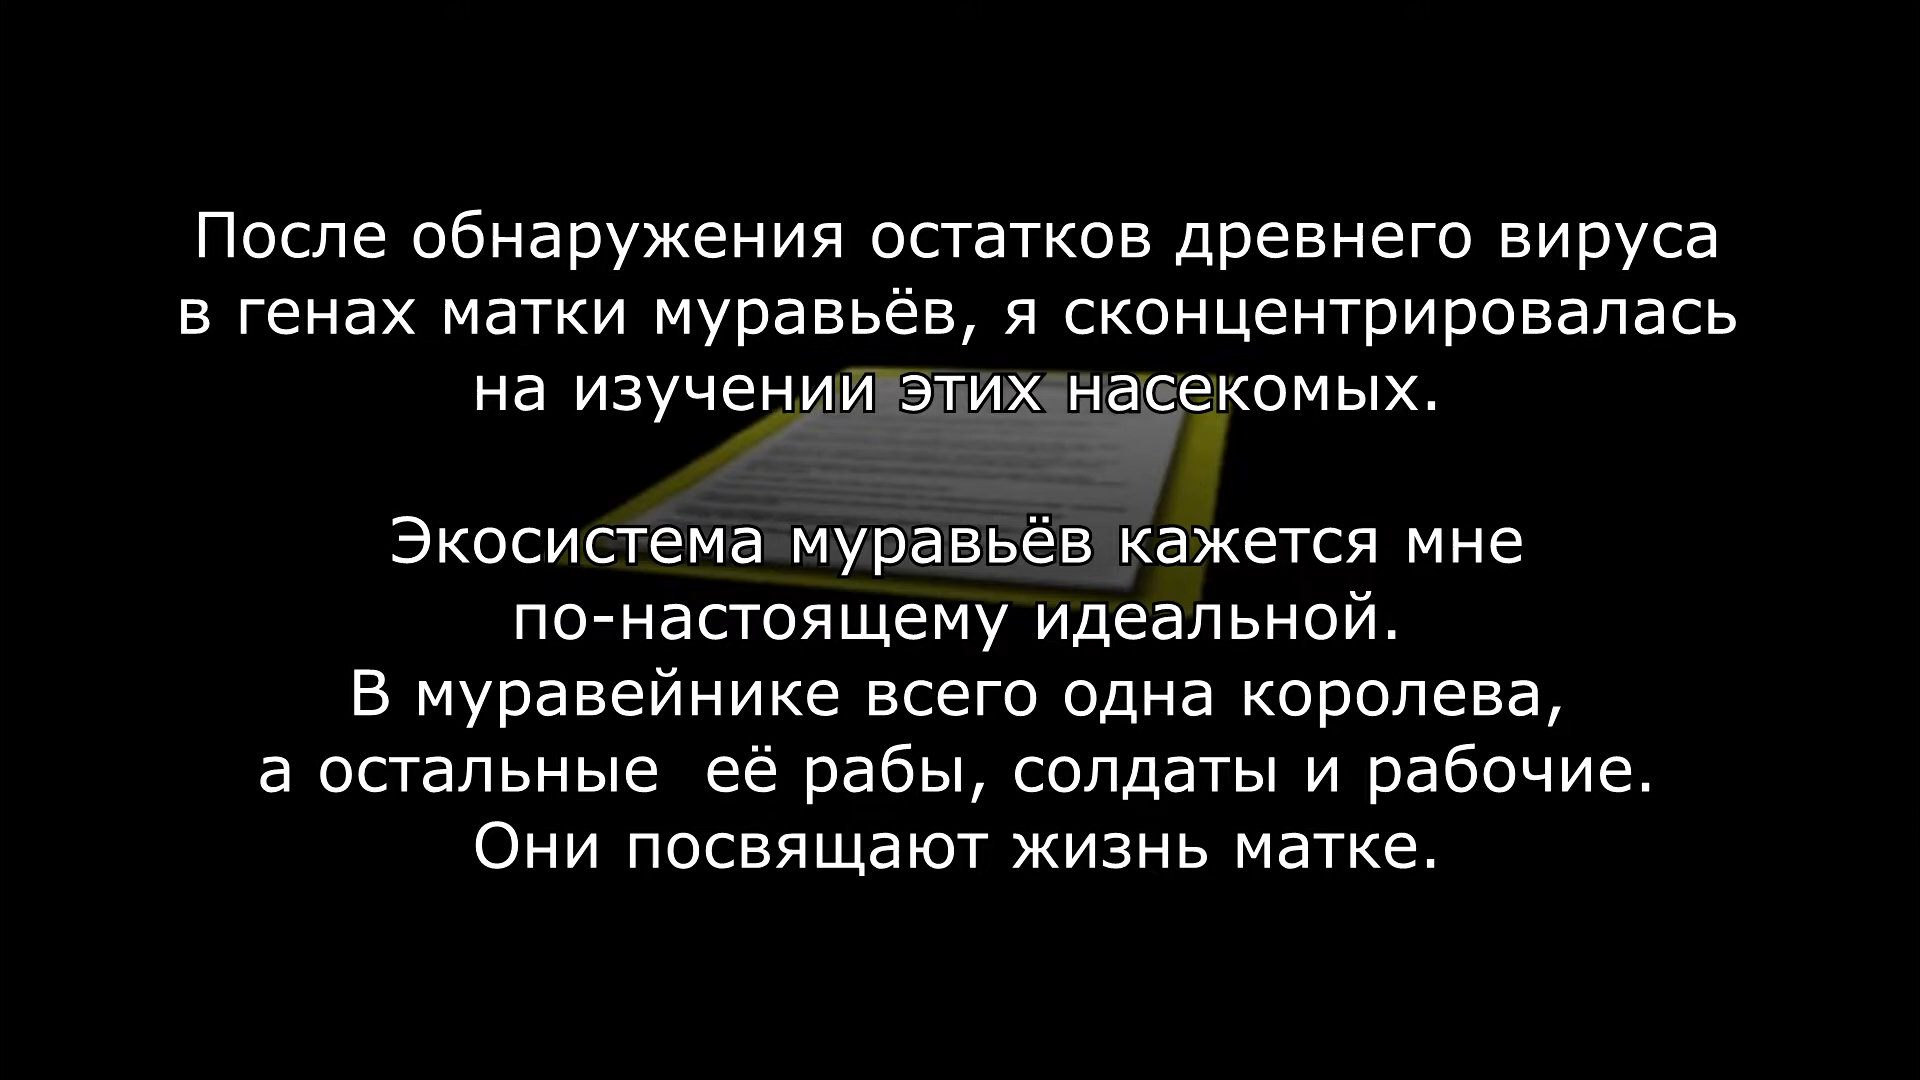 После обнаружения остатков древнего вируса
в генах матки муравьёв, я сконцентрировалась
на изучении этих насекомых.
Экосистема муравьёв кажется мне
по-настоящему идеальной.
В муравейнике всего одна королева,
а остальные  её рабы, солдаты и рабочие.
Они посвящают жизнь матке.